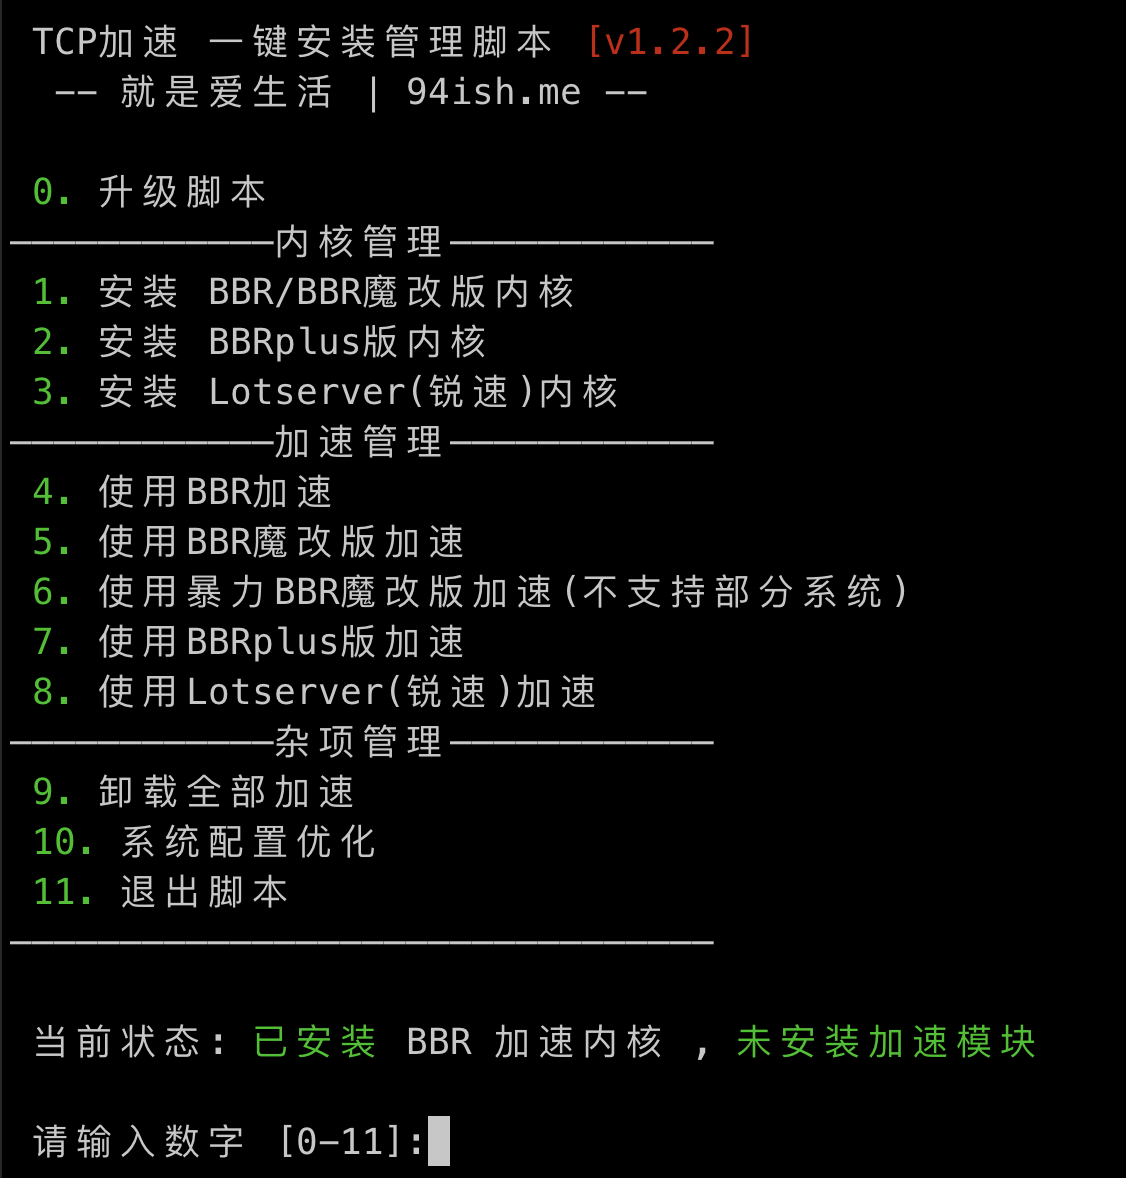 TCP加速 一键安装管理脚本 [v1.2.2]
-- 就是爱生活 | 94ish.me --
0. 升级脚本
————————————内核管理————————————
1. 安装 BBR/BBR魔改版内核
2. 安装 BBRplus版内核
3. 安装 Lotserver(锐速)内核
————————————加速管理————————————
4. 使用BBR加速
5. 使用BBR魔改版加速
6. 使用暴力BBR魔改版加速(不支持部分系统)
7. 使用BBRplus版加速
8. 使用Lotserver(锐速)加速
————————————杂项管理————————————
9. 卸载全部加速
10. 系统配置优化
11. 退出脚本
————————————————————————————————
当前状态: 已安装 BBR 加速内核 , 未安装加速模块
请输入数字 [0-11]: